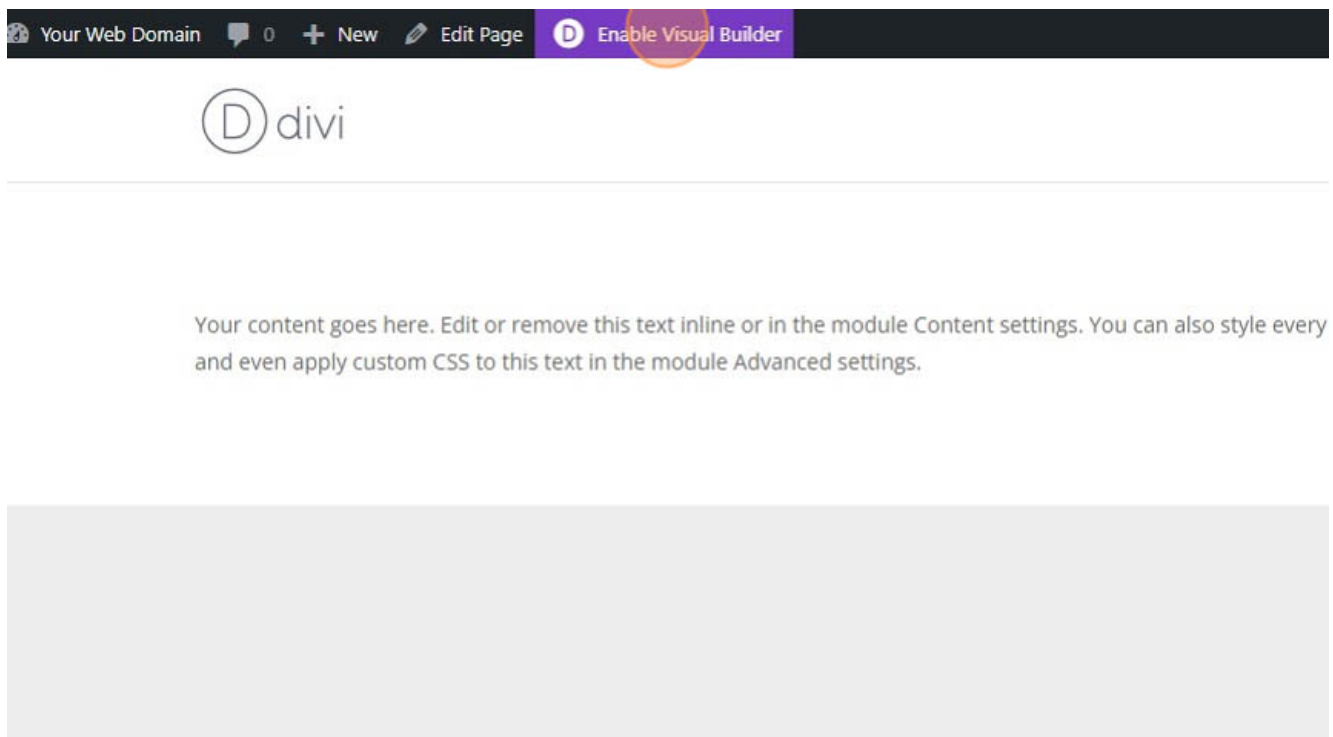 Your Web Domain 0 New Edit Page D Enable Visual Builder
D divi
Your content goes here. Edit or remove this text inline or in the module Content settings. You can also style every
and even apply custom CSS to this text in the module Advanced settings.